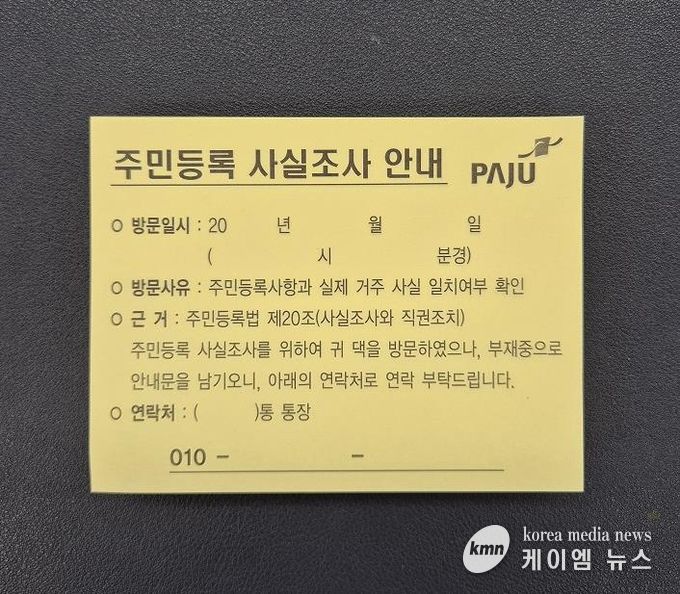 주민등록 사실조사 안내 PAJU
방문일시 : 20 년 월 일
( 시 분경)
방문사유 : 주민등록사항과 실제 거주 사실 일치여부 확인
근 거 : 주민등록법 제20조(사실조사와 직권조치)
주민등록 사실조사를 위하여 귀 댁을 방문하였으나, 부재중으로
안내문을 남기오니, 아래의 연락처로 연락 부탁드립니다.
연락처 : ( )통 통장
010 - -
kmn korea media news
케이엠 뉴스